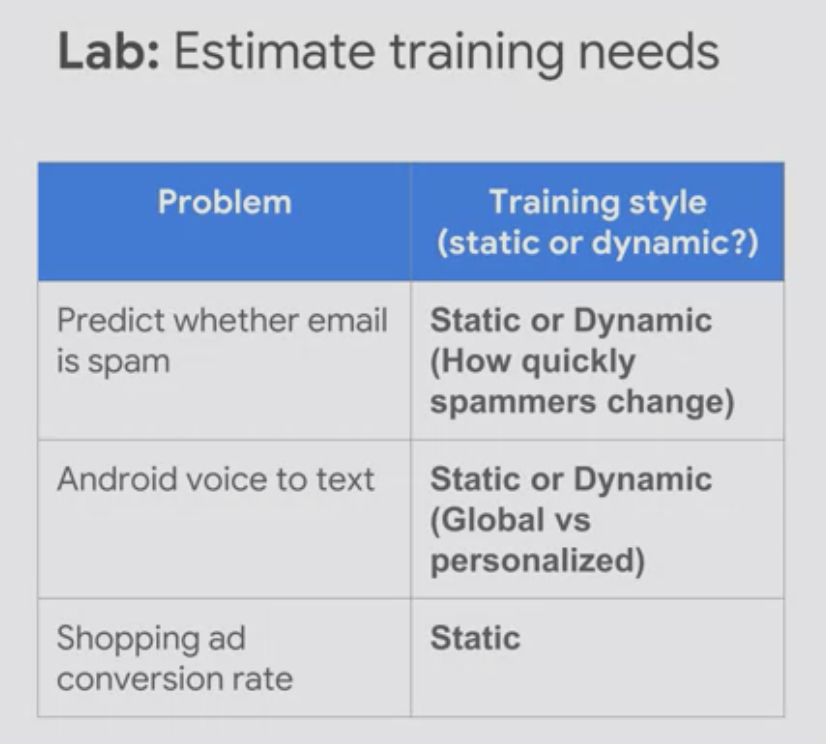 Lab: Estimate training needs
Problem
Training style
(static or dynamic?)
Predict whether email
is spam
Static or Dynamic
(How quickly
spammers change)
Android voice to text
Static or Dynamic
(Global vs
personalized)
Shopping ad
conversion rate
Static